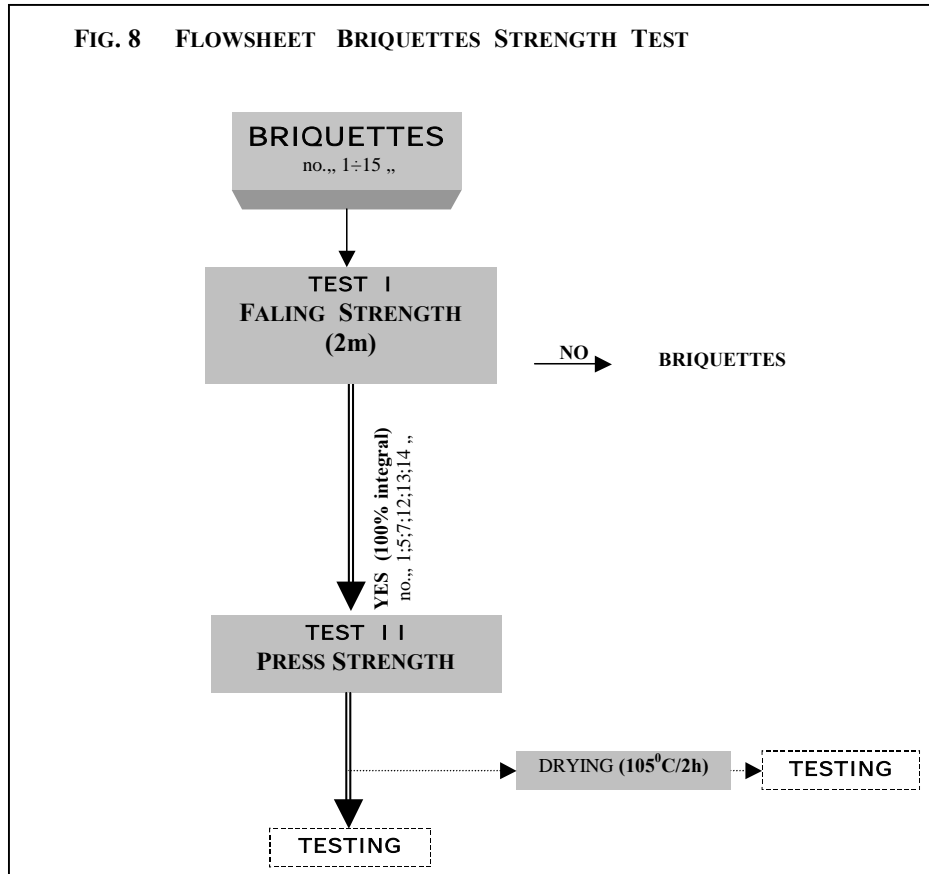 FIG. 8 FLOWSHEET BRIQUETTES STRENGTH TEST
BRIQUETTES
no.,, 1÷15 ,,
TEST I
FALING STRENGTH
(2m)
NO
BRIQUETTES
YES (100% integral)
no.,, 1;5;7;12;13;14 ,,
TEST II
PRESS STRENGTH
DRYING (105⁰C/2h)
TESTING
TESTING